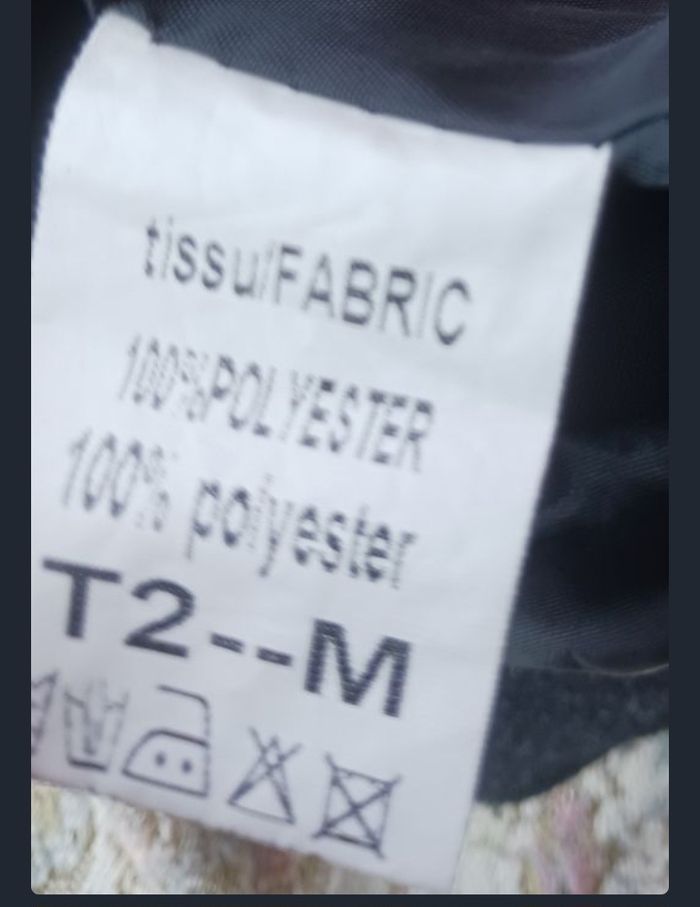 tissu/FABRIC
100%POLYESTER
100% polyester
T2--M